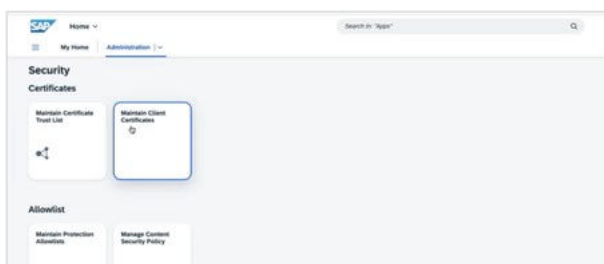 SAP
Home
Search In: "Apps"
My Home
Administration
Security
Certificates
Maintain Certificate
Trust List
Maintain Client
Certificates
Allowlist
Maintain Protection
Allowlists
Manage Content
Security Policy